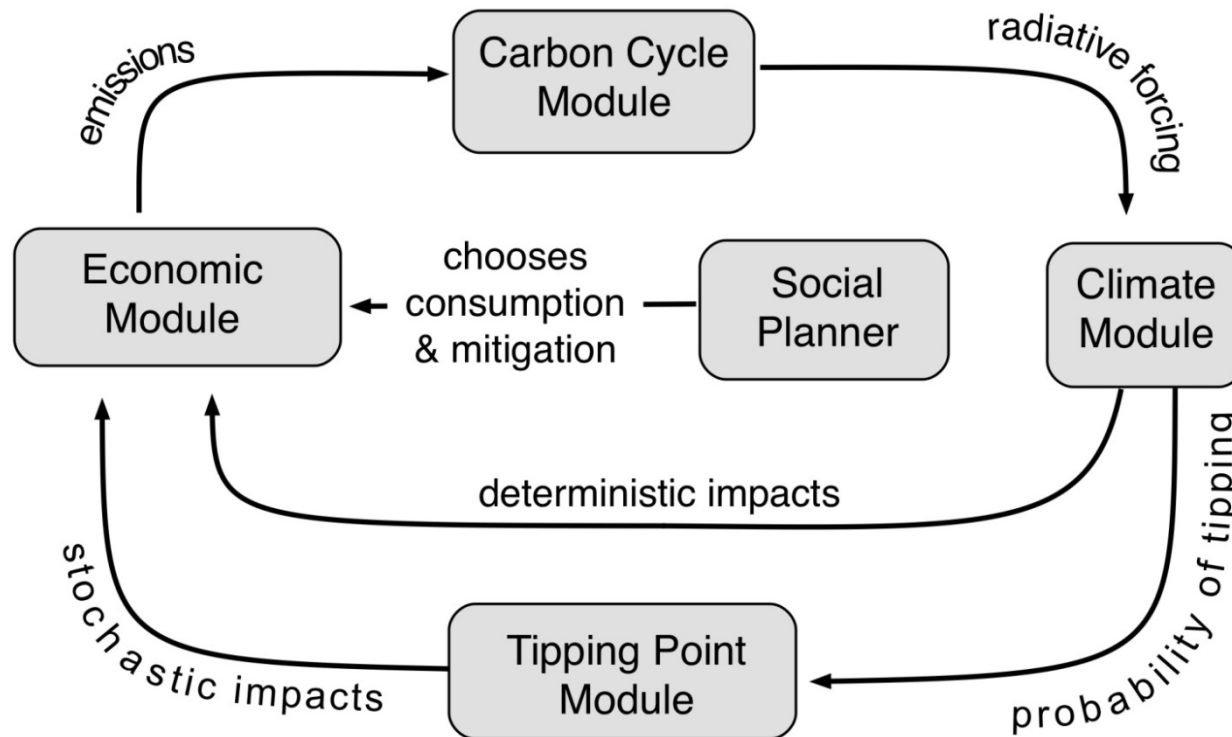 emissions
Carbon Cycle
Module
radiative forcing
Economic
Module
chooses
consumption
& mitigation
Social
Planner
Climate
Module
deterministic impacts
stochastic impacts
Tipping Point
Module
probability of tipping